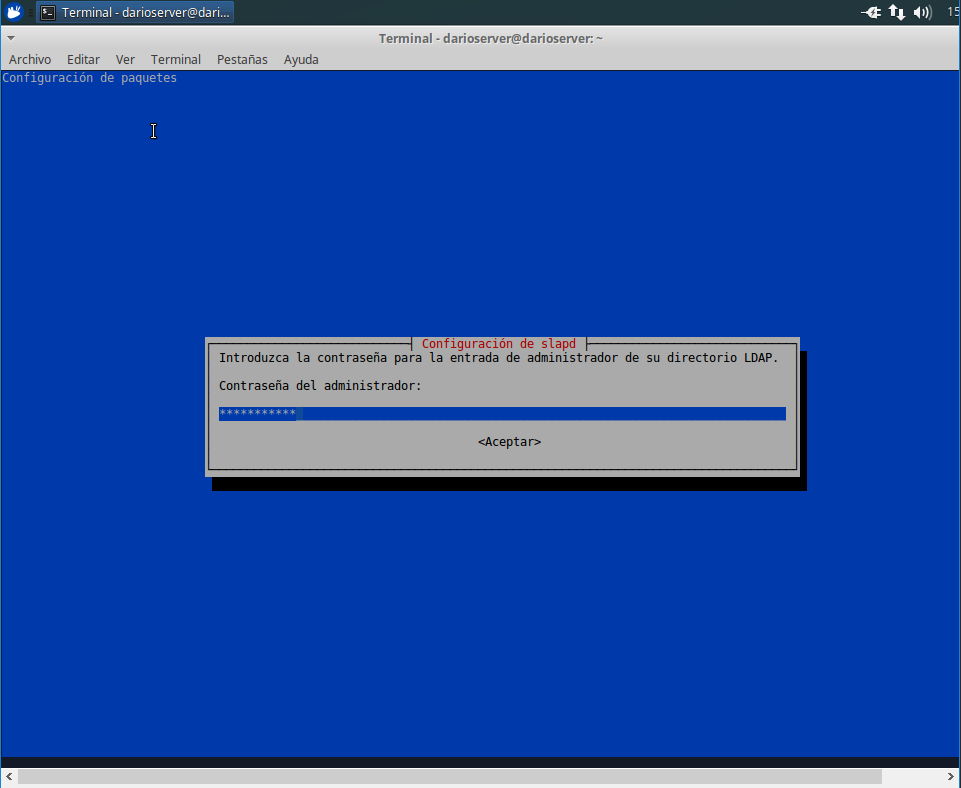 Terminal - darioserver@dari...
15
Terminal - darioserver@darioserver: ~
Archivo Editar Ver Terminal Pestañas Ayuda
Configuración de paquetes
Configuración de slapd
Introduzca la contraseña para la entrada de administrador de su directorio LDAP.
Contraseña del administrador:
***********
<Aceptar>